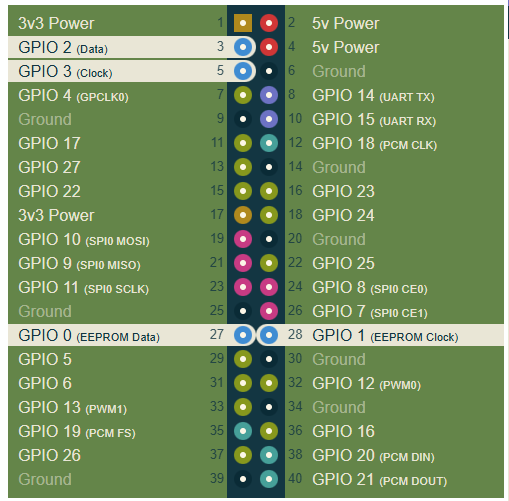 3v3 Power 1 2 5v Power
GPIO 2 (Data) 3 4 5v Power
GPIO 3 (Clock) 5 6 Ground
GPIO 4 (GPCLK0) 7 8 GPIO 14 (UART TX)
Ground 9 10 GPIO 15 (UART RX)
GPIO 17 11 12 GPIO 18 (PCM CLK)
GPIO 27 13 14 Ground
GPIO 22 15 16 GPIO 23
3v3 Power 17 18 GPIO 24
GPIO 10 (SPI0 MOSI) 19 20 Ground
GPIO 9 (SPI0 MISO) 21 22 GPIO 25
GPIO 11 (SPI0 SCLK) 23 24 GPIO 8 (SPI0 CE0)
Ground 25 26 GPIO 7 (SPI0 CE1)
GPIO 0 (EEPROM Data) 27 28 GPIO 1 (EEPROM Clock)
GPIO 5 29 30 Ground
GPIO 6 31 32 GPIO 12 (PWM0)
GPIO 13 (PWM1) 33 34 Ground
GPIO 19 (PCM FS) 35 36 GPIO 16
GPIO 26 37 38 GPIO 20 (PCM DIN)
Ground 39 40 GPIO 21 (PCM DOUT)